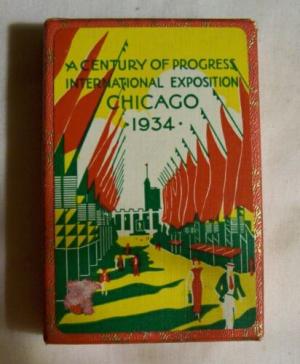 A CENTURY OF PROGRESS
INTERNATIONAL EXPOSITION
CHICAGO
· 1934 ·